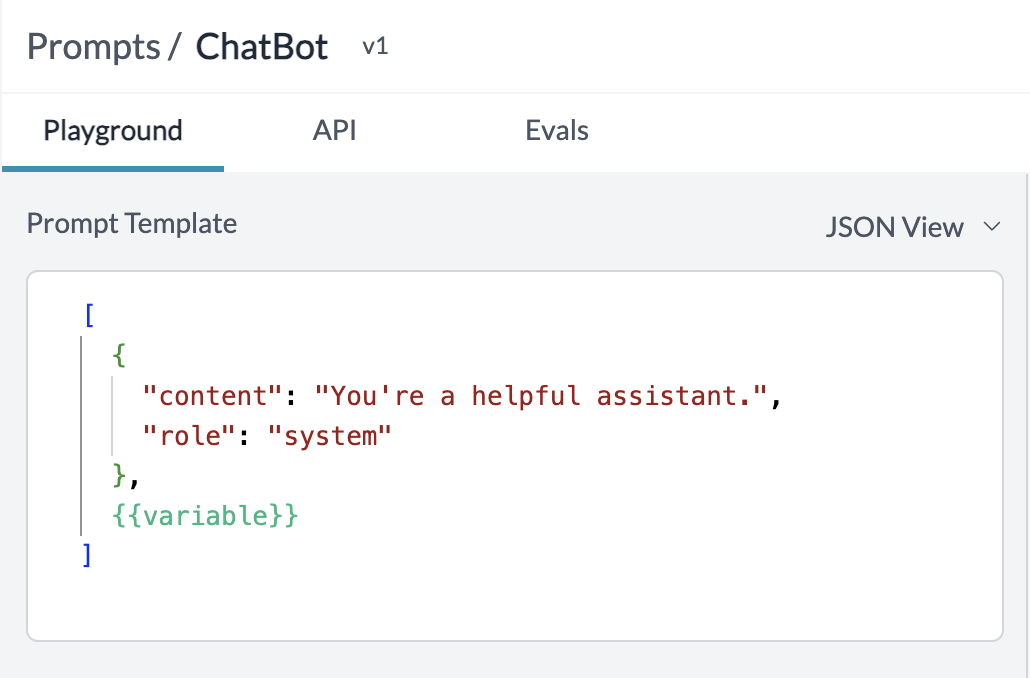 Prompts / ChatBot v1
Playground API Evals
Prompt Template JSON View
[
{
"content": "You're a helpful assistant.",
"role": "system"
},
{{variable}}
]